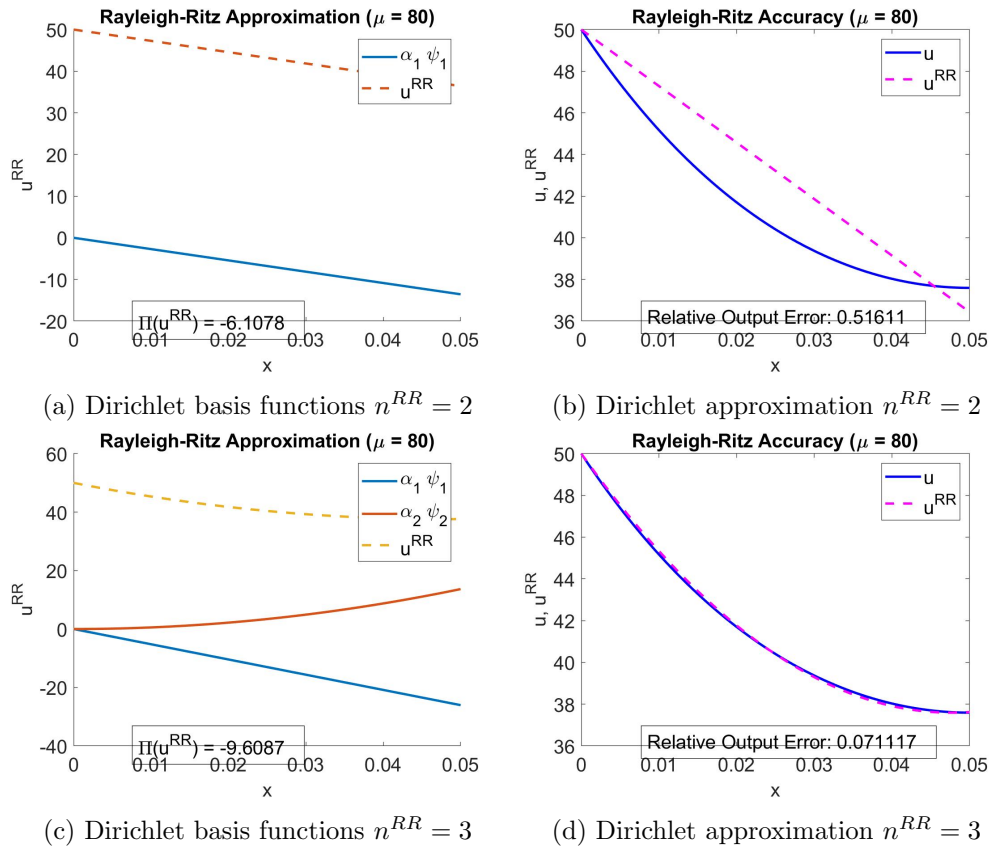 Rayleigh-Ritz Approximation (μ = 80)
50
40
30
20
10
0
-10
-20
u^RR
α_1 ψ_1
u^RR
Π(u^RR) = -6.1078
0 0.01 0.02 0.03 0.04 0.05
x
(a) Dirichlet basis functions n^RR = 2
Rayleigh-Ritz Accuracy (μ = 80)
50
48
46
44
42
40
38
36
u, u^RR
u
u^RR
Relative Output Error: 0.51611
0 0.01 0.02 0.03 0.04 0.05
x
(b) Dirichlet approximation n^RR = 2
Rayleigh-Ritz Approximation (μ = 80)
60
40
20
0
-20
-40
u^RR
α_1 ψ_1
α_2 ψ_2
u^RR
Π(u^RR) = -9.6087
0 0.01 0.02 0.03 0.04 0.05
x
(c) Dirichlet basis functions n^RR = 3
Rayleigh-Ritz Accuracy (μ = 80)
50
48
46
44
42
40
38
36
u, u^RR
u
u^RR
Relative Output Error: 0.071117
0 0.01 0.02 0.03 0.04 0.05
x
(d) Dirichlet approximation n^RR = 3